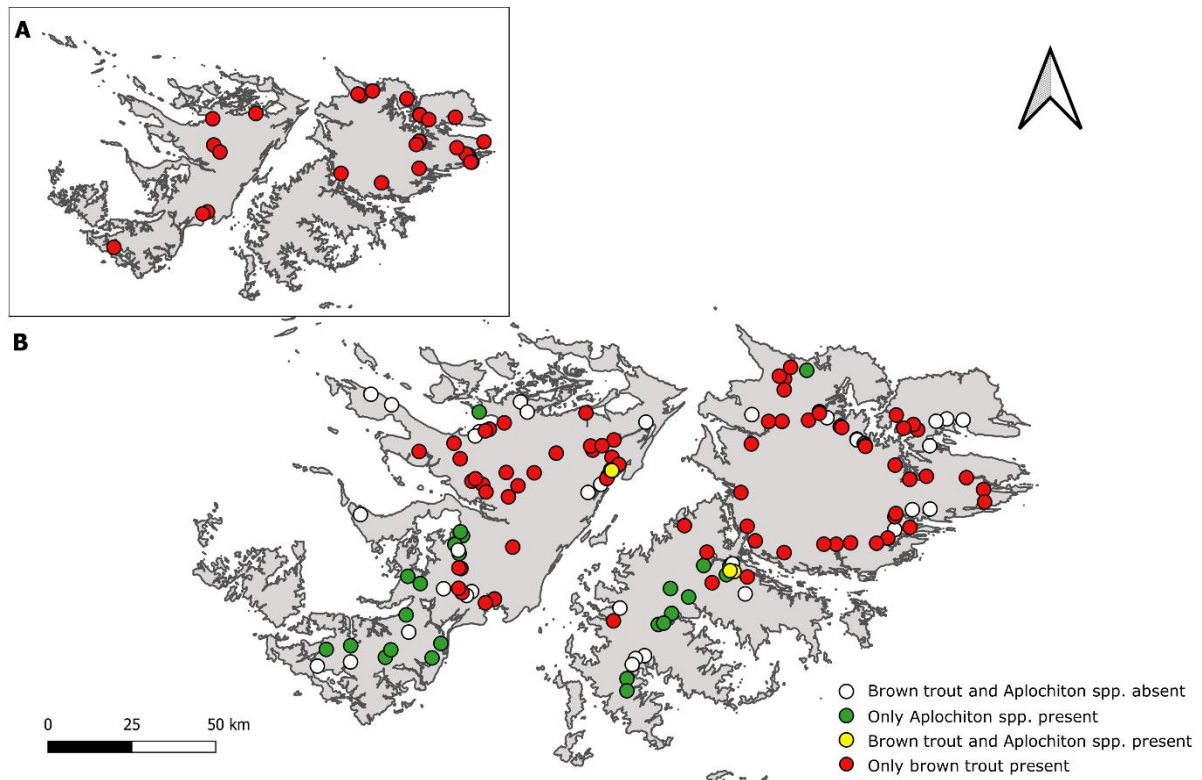 A
B
Brown trout and Aplochiton spp. absent
Only Aplochiton spp. present
Brown trout and Aplochiton spp. present
Only brown trout present
0 25 50 km